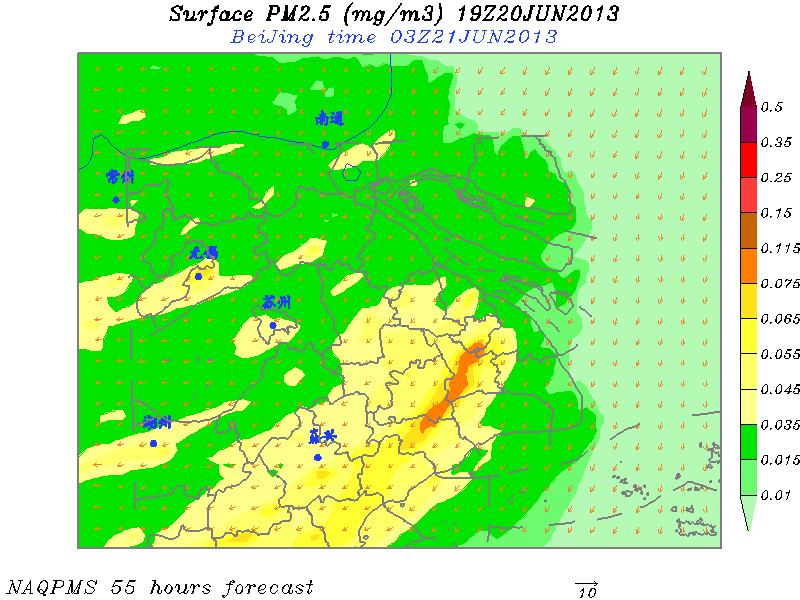 Surface PM2.5 (mg/m3) 19Z20JUN2013
BeiJing time 03Z21JUN2013
南通
常州
无锡
苏州
湖州
嘉兴
0.5
0.35
0.25
0.15
0.115
0.075
0.065
0.055
0.045
0.035
0.015
0.01
NAQPMS 55 hours forecast
10